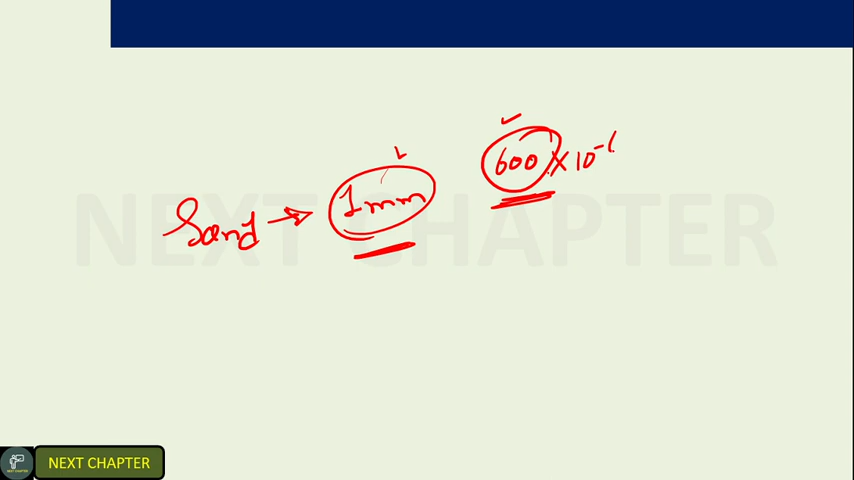 600 × 10⁻⁶
Sand → 1mm
NEXT CHAPTER
NEXT CHAPTER